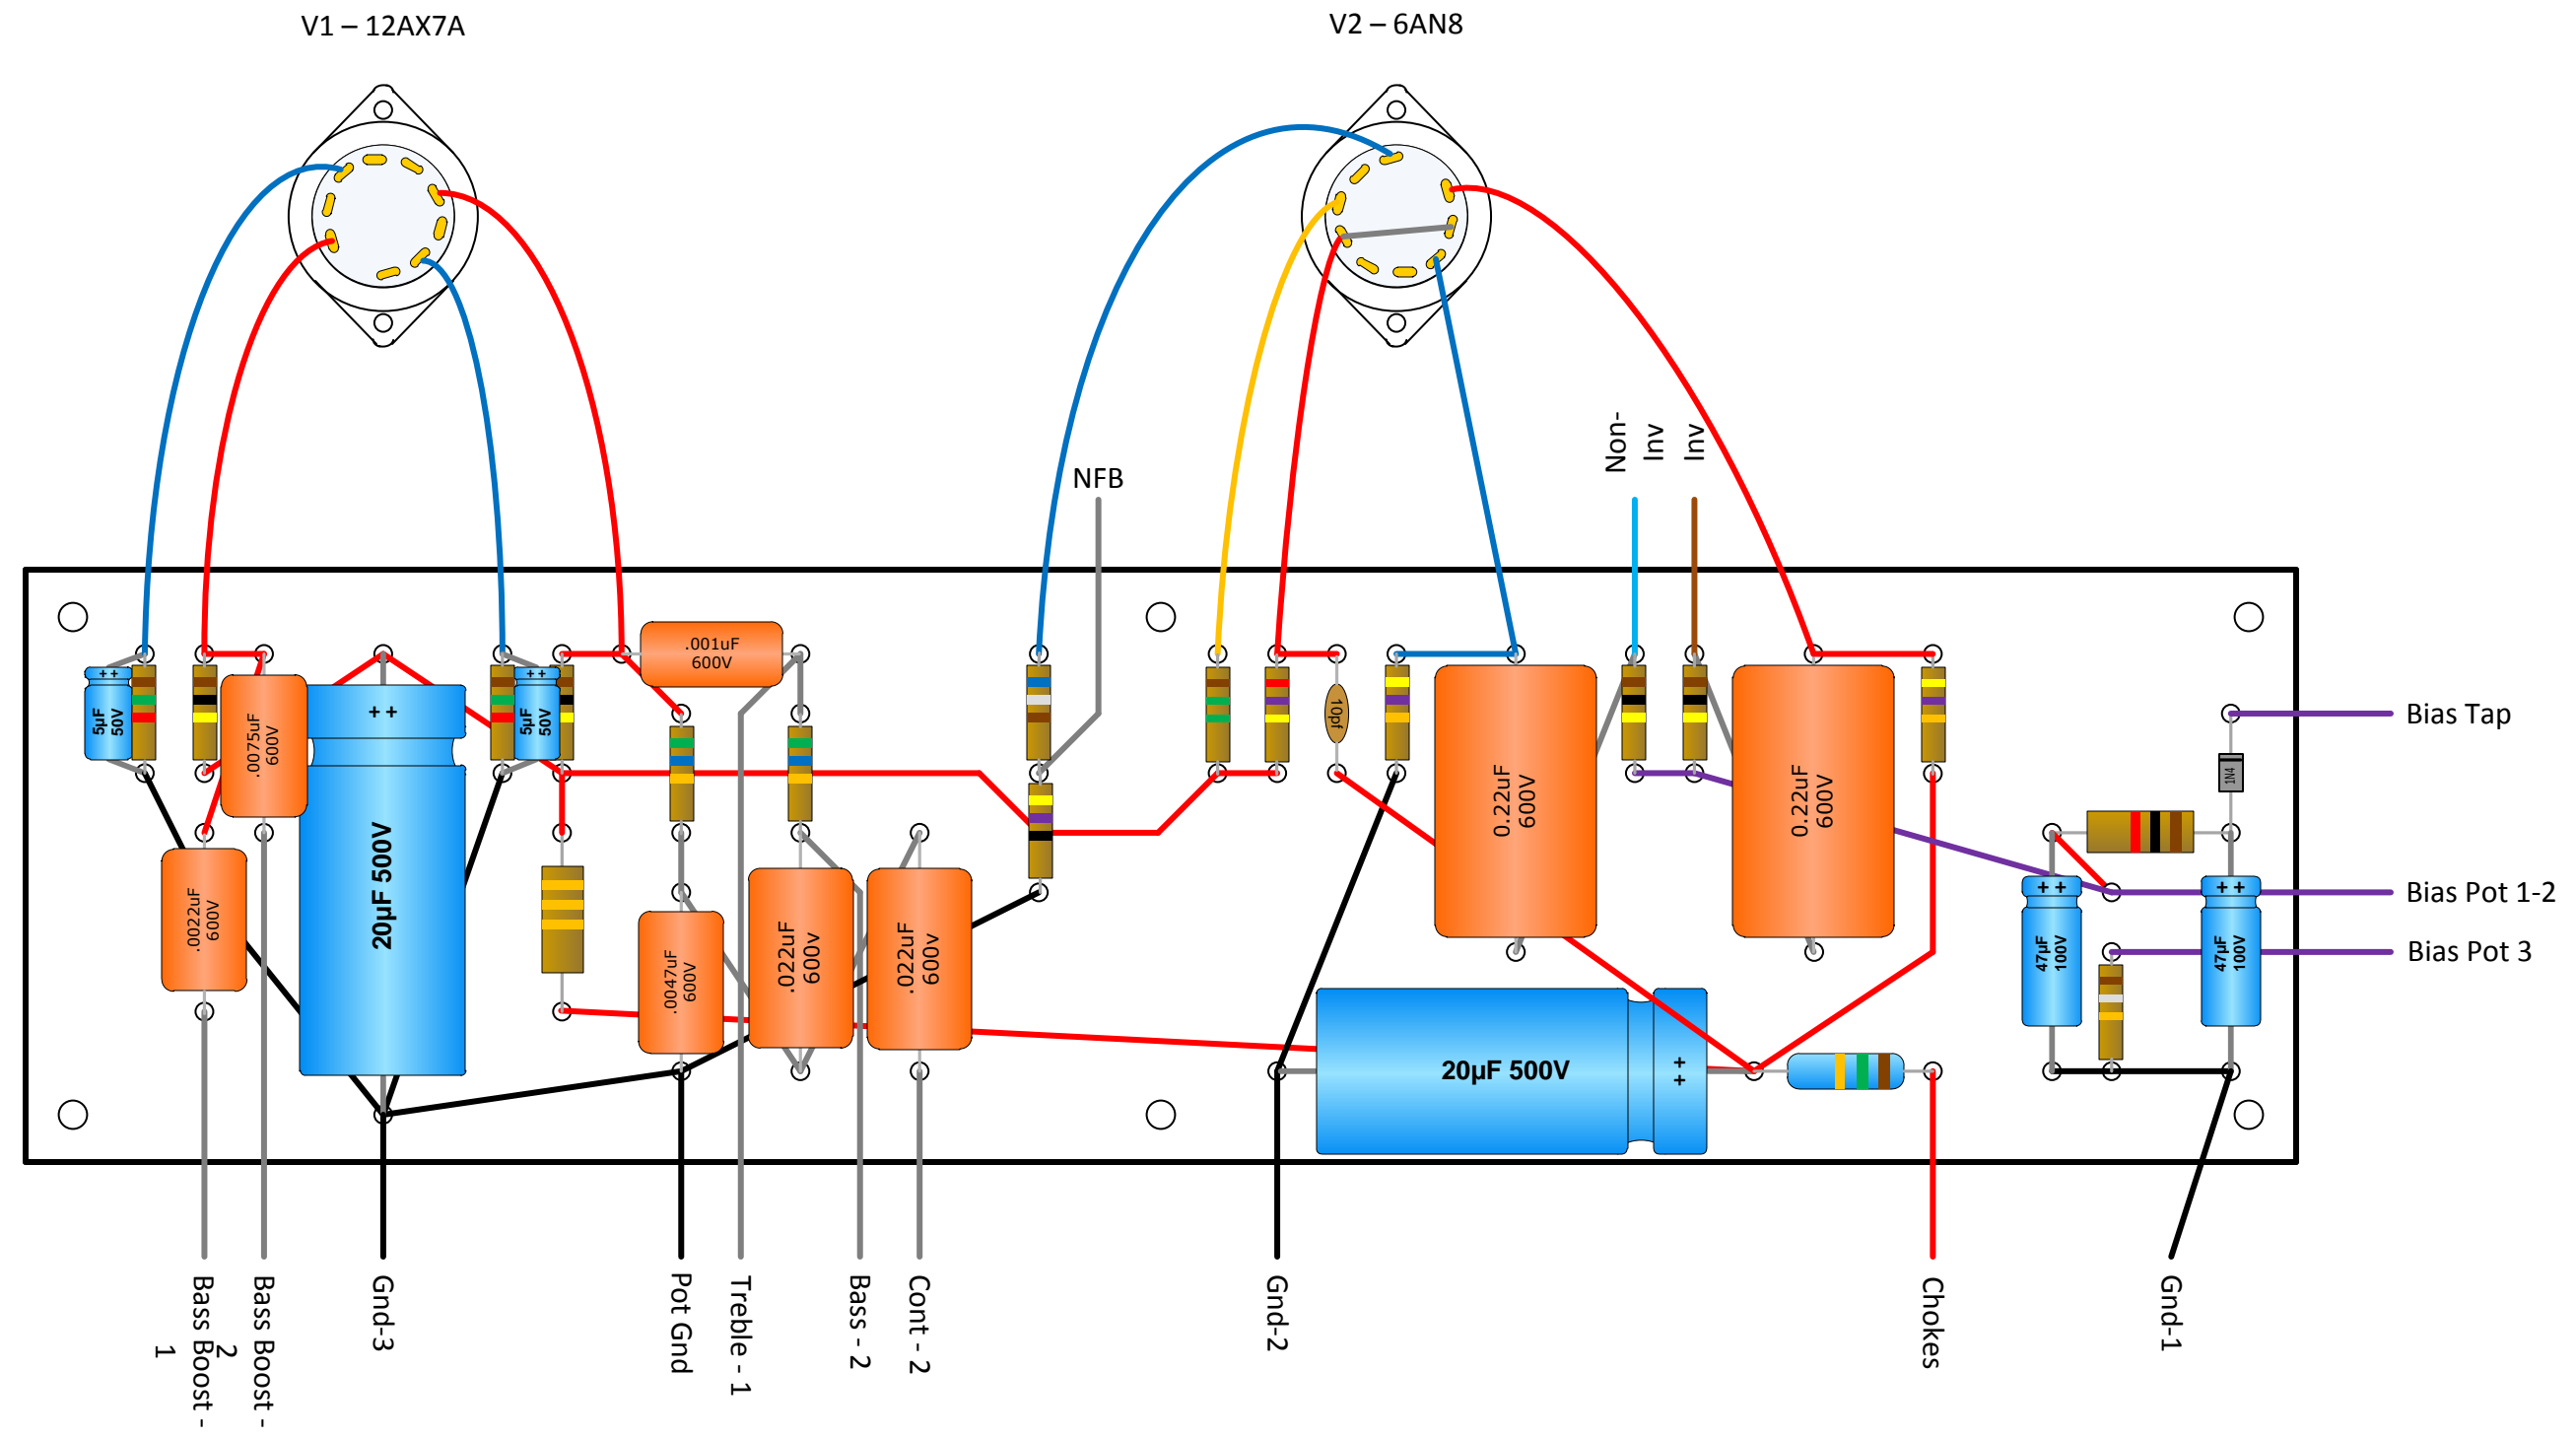 V1 – 12AX7A
V2 – 6AN8
Non-
Inv
Inv
NFB
.001uF
600V
++
5µF
50V
.0075uF
600V
++
++
5µF
50V
10pf
0.22uF
600V
0.22uF
600V
Bias Tap
1N4
20µF 500V
.0022uF
600V
.0047uF
600V
.022uF
600v
.022uF
600v
++
47µF
100V
++
47µF
100V
Bias Pot 1-2
Bias Pot 3
20µF 500V
++
Bass Boost -
1
Bass Boost -
2
Gnd-3
Pot Gnd
Treble - 1
Bass - 2
Cont - 2
Gnd-2
Chokes
Gnd-1